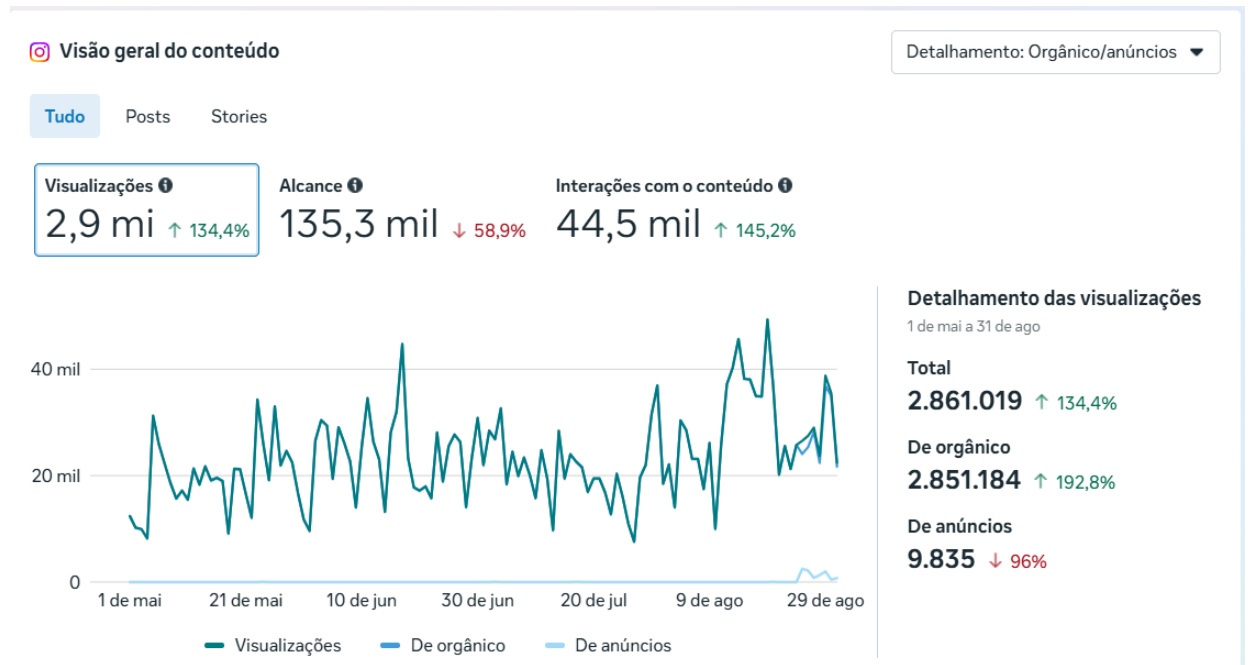 Visão geral do conteúdo
Detalhamento: Orgânico/anúncios
Tudo Posts Stories
Visualizações Alcance Interações com o conteúdo
2,9 mi ↑ 134,4% 135,3 mil ↓ 58,9% 44,5 mil ↑ 145,2%
40 mil
20 mil
0
1 de mai 21 de mai 10 de jun 30 de jun 20 de jul 9 de ago 29 de ago
Visualizações De orgânico De anúncios
Detalhamento das visualizações
1 de mai a 31 de ago
Total
2.861.019 ↑ 134,4%
De orgânico
2.851.184 ↑ 192,8%
De anúncios
9.835 ↓ 96%